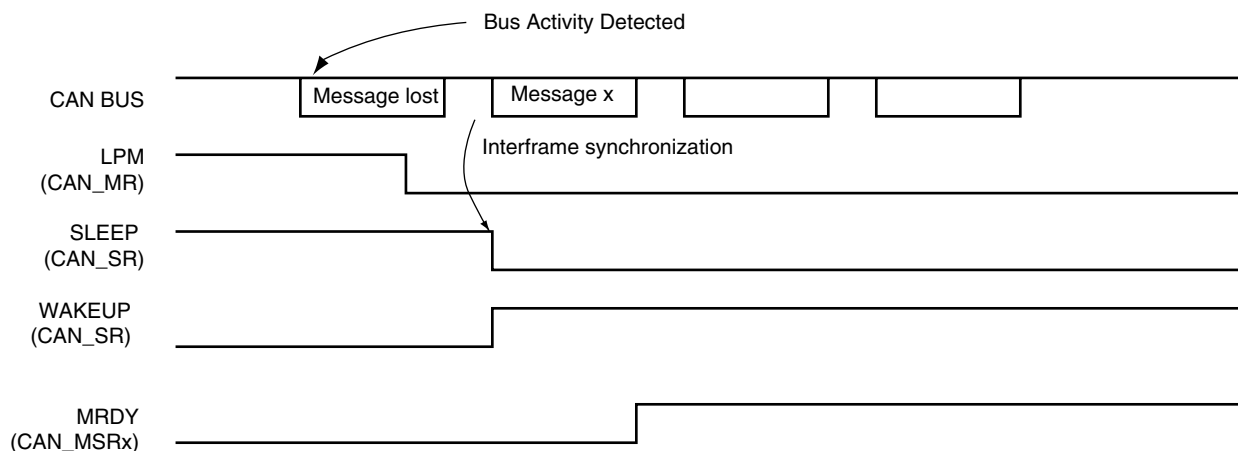 Bus Activity Detected
CAN BUS
Message lost
Message x
Interframe synchronization
LPM
(CAN_MR)
SLEEP
(CAN_SR)
WAKEUP
(CAN_SR)
MRDY
(CAN_MSRx)